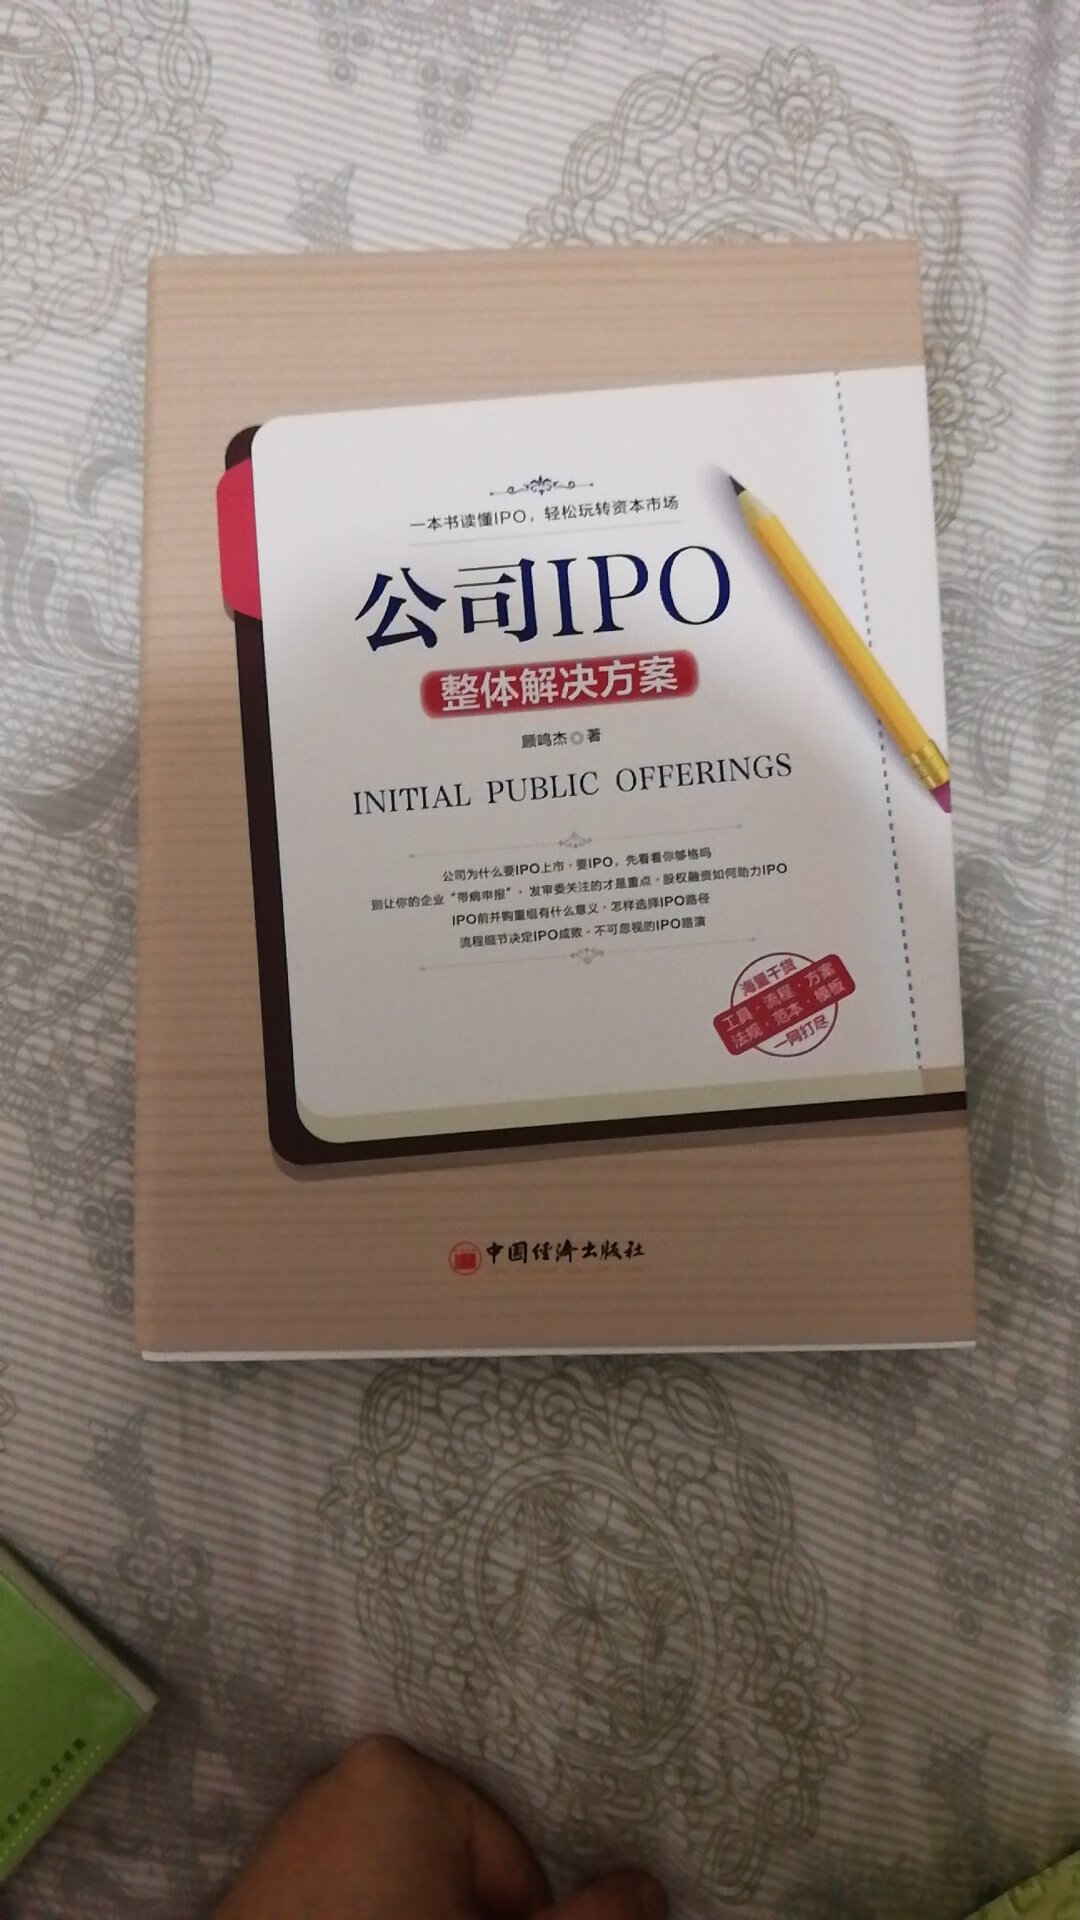 一本书读懂IPO，轻松玩转资本市场
公司IPO
整体解决方案
顾鸣杰◎著
INITIAL PUBLIC OFFERINGS
公司为什么要IPO上市·要IPO，先看看你够格吗
别让你的企业“带病申报”·发审委关注的才是重点·股权融资如何助力IPO
IPO前并购重组有什么意义·怎样选择IPO路径
流程细节决定IPO成败·不可忽视的IPO路演
海量干货
工具·流程·方案
法规·范本·模板
一网打尽
中国经济出版社